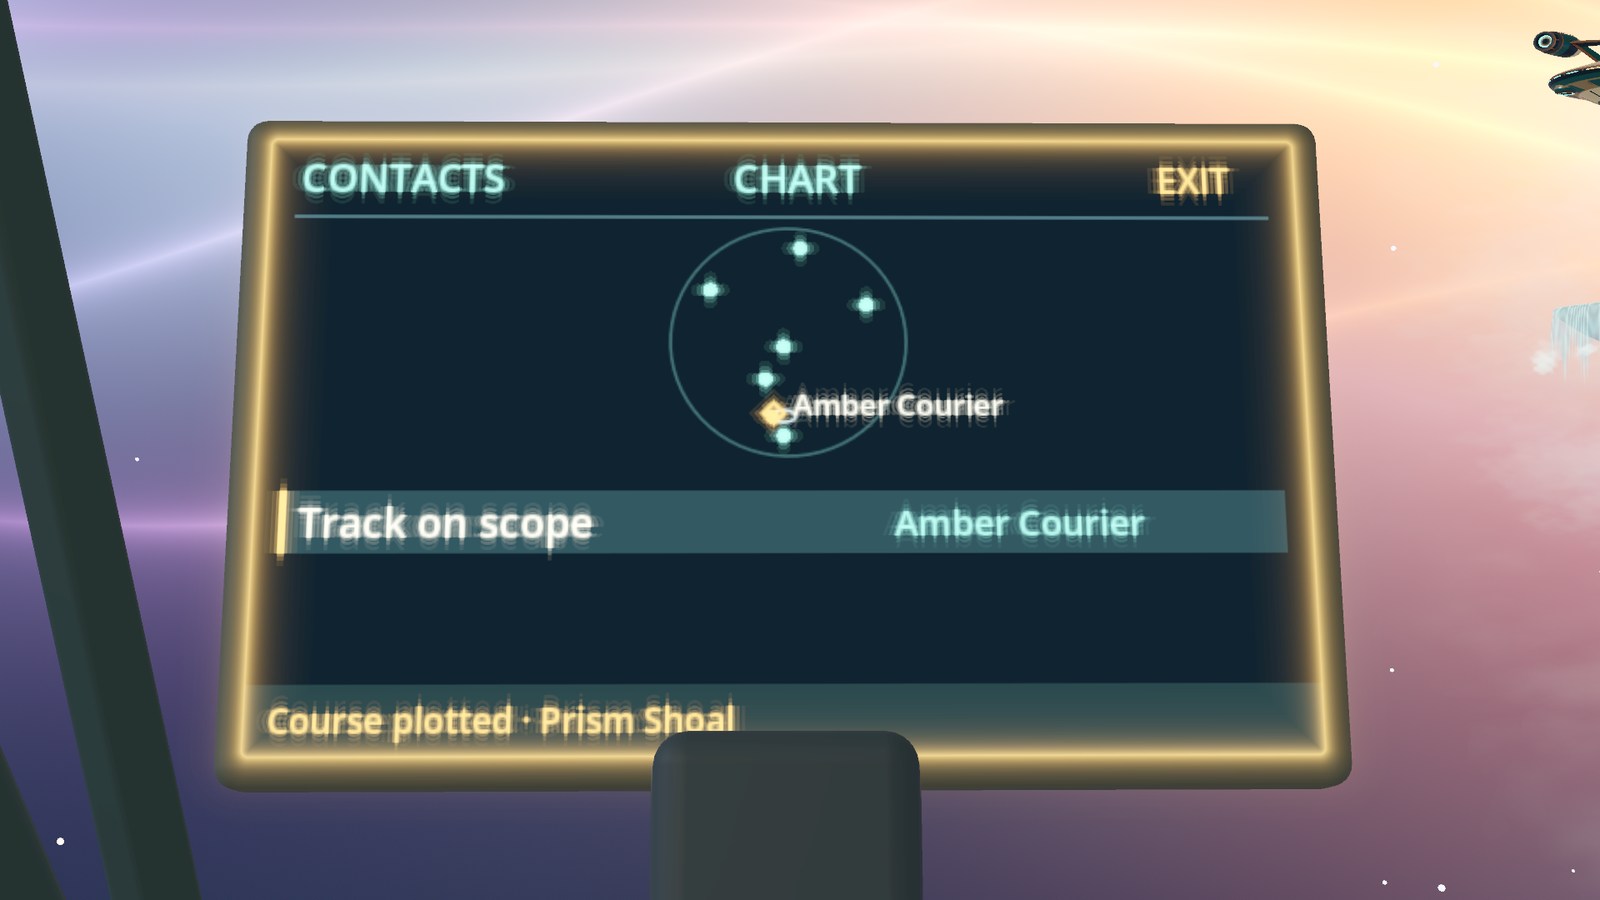 CONTACTS CHART EXIT
Amber Courier
Track on scope Amber Courier
Course plotted · Prism Shoal